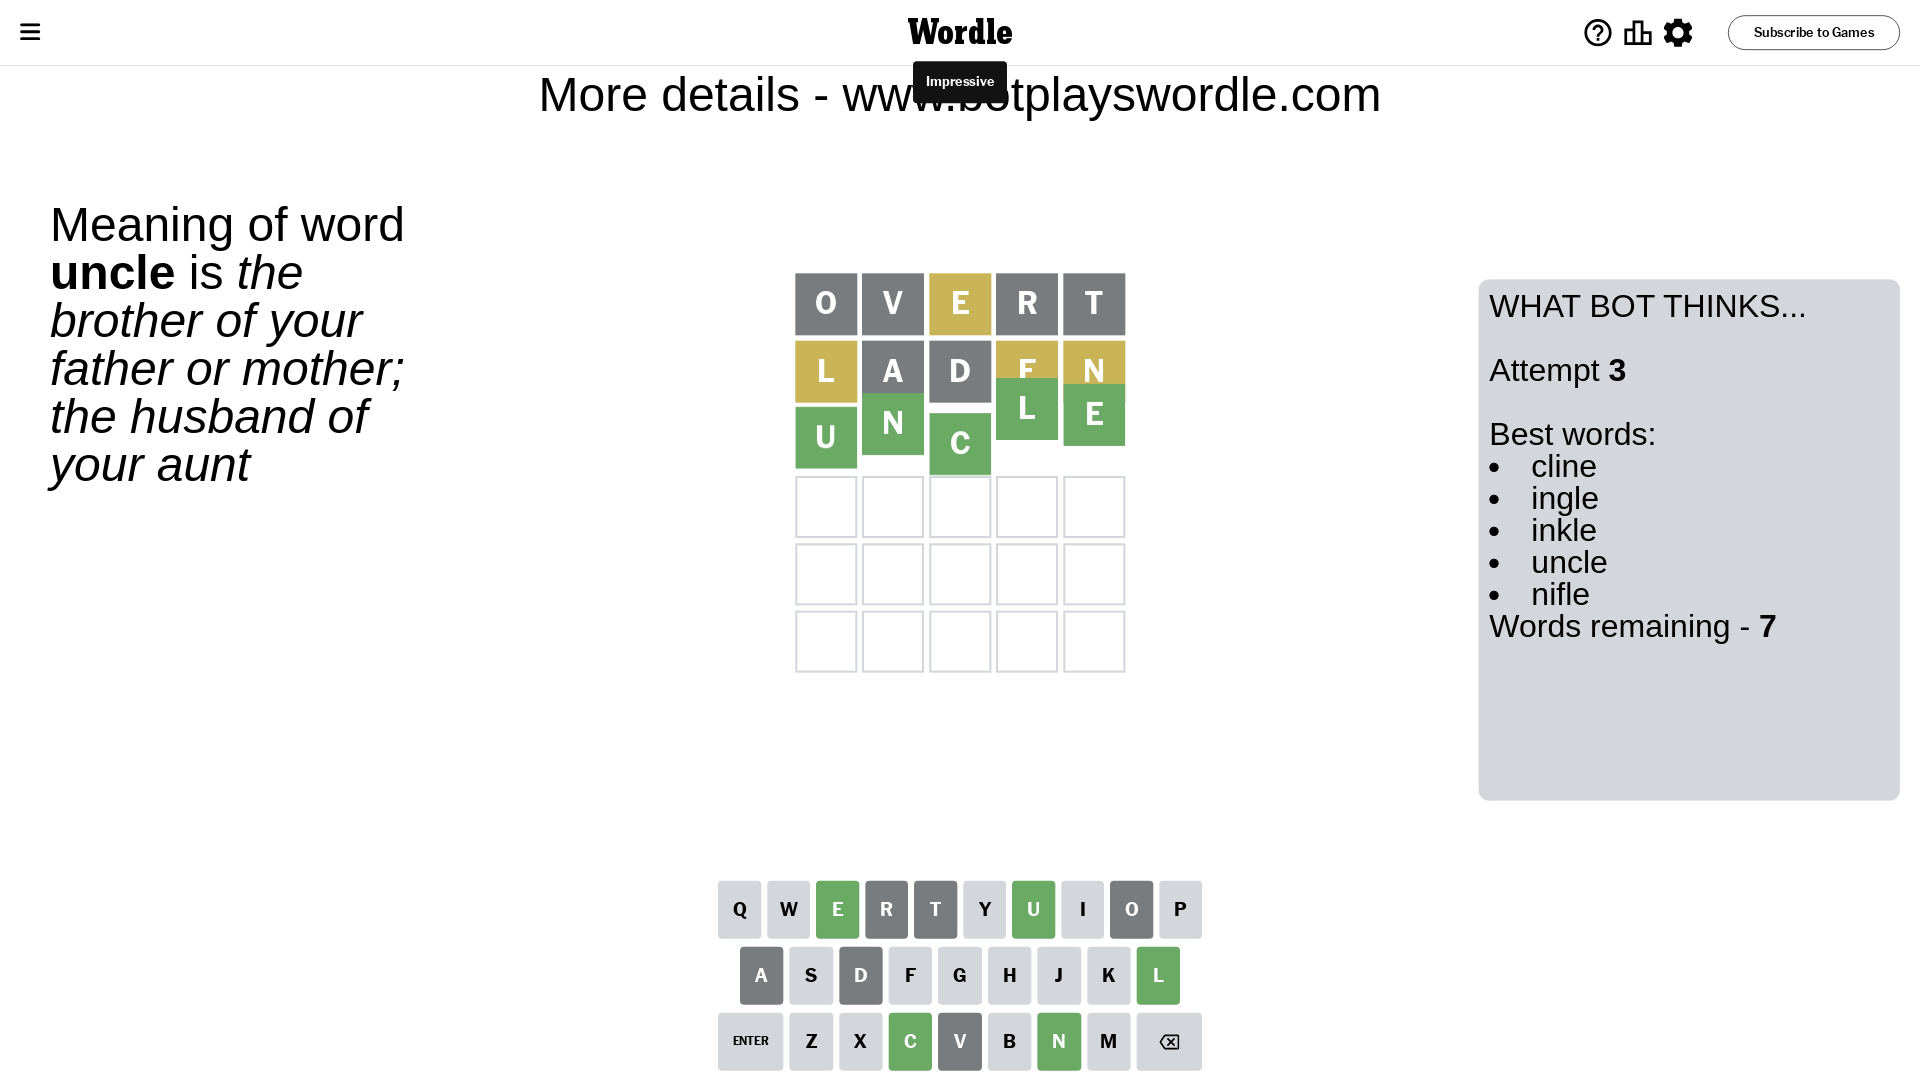 Wordle
Subscribe to Games
Impressive
More details - www.botplayswordle.com
Meaning of word
uncle is the
brother of your
father or mother;
the husband of
your aunt
O V E R T
L A D E N
U N C L E
WHAT BOT THINKS...
Attempt 3
Best words:
• cline
• ingle
• inkle
• uncle
• nifle
Words remaining - 7
Q W E R T Y U I O P
A S D F G H J K L
ENTER Z X C V B N M